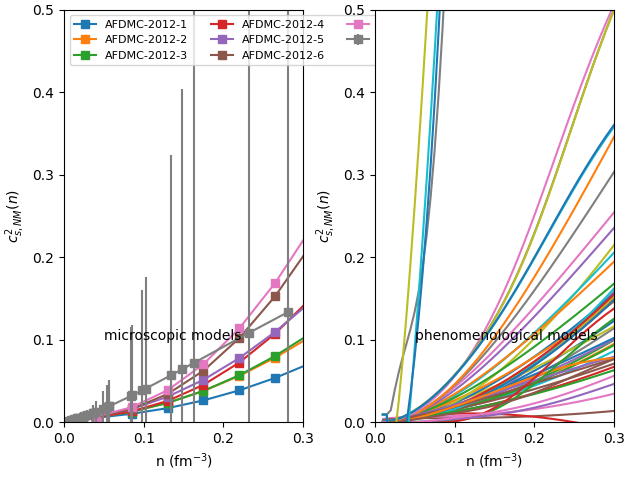 AFDMC-2012-1
AFDMC-2012-2
AFDMC-2012-3
AFDMC-2012-4
AFDMC-2012-5
AFDMC-2012-6
0.5
0.4
0.3
0.2
0.1
0.0
c²ₛ,NM(n)
microscopic models
0.0 0.1 0.2 0.3
n (fm⁻³)
0.5
0.4
0.3
0.2
0.1
0.0
c²ₛ,NM(n)
phenomenological models
0.0 0.1 0.2 0.3
n (fm⁻³)